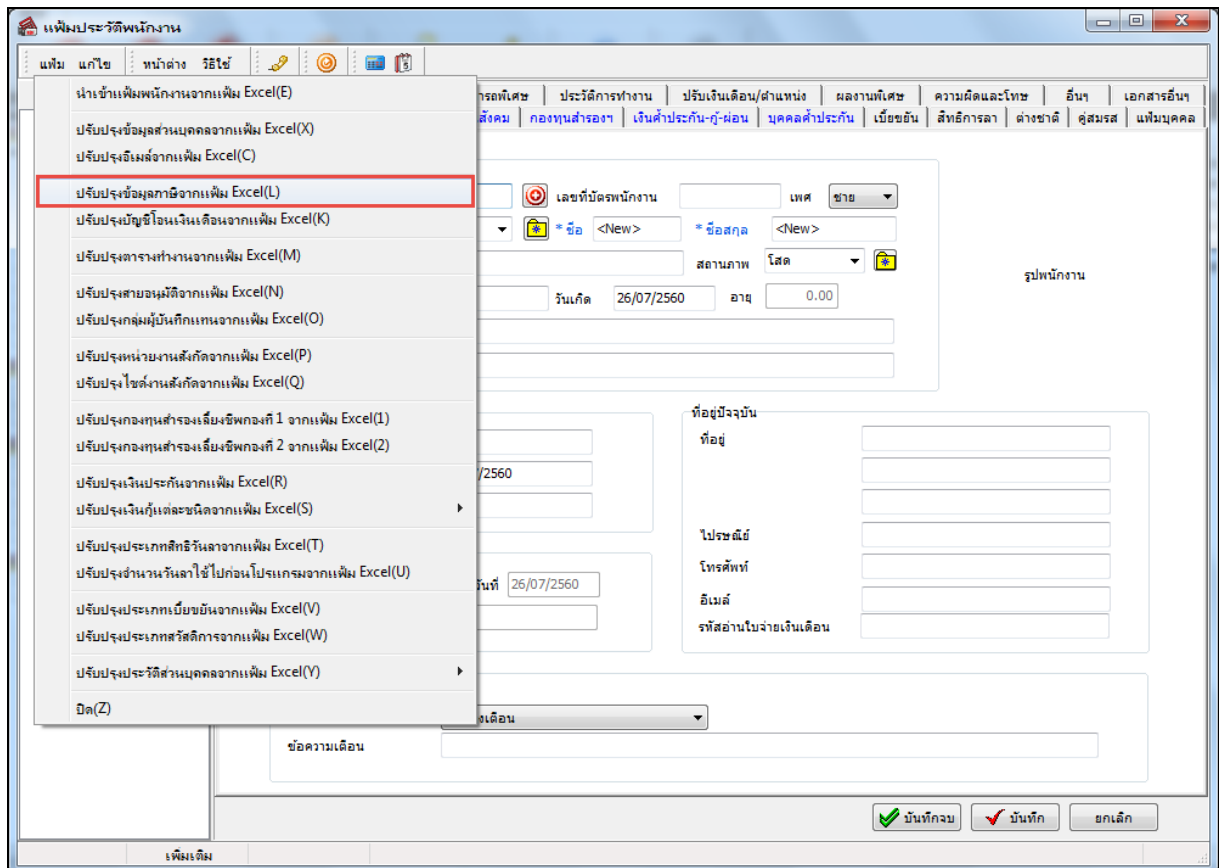 แฟ้มประวัติพนักงาน
แฟ้ม แก้ไข หน้าต่าง วิธีใช้
นำเข้าแฟ้มพนักงานจากแฟ้ม Excel(E)
ปรับปรุงข้อมูลส่วนบุคคลจากแฟ้ม Excel(X)
ปรับปรุงอีเมล์จากแฟ้ม Excel(C)
ปรับปรุงข้อมูลภาษีจากแฟ้ม Excel(L)
ปรับปรุงบัญชีโอนเงินเดือนจากแฟ้ม Excel(K)
ปรับปรุงตารางทำงานจากแฟ้ม Excel(M)
ปรับปรุงสายอนุมัติจากแฟ้ม Excel(N)
ปรับปรุงกลุ่มผู้บันทึกแทนจากแฟ้ม Excel(O)
ปรับปรุงหน่วยงานสังกัดจากแฟ้ม Excel(P)
ปรับปรุงไซต์งานสังกัดจากแฟ้ม Excel(Q)
ปรับปรุงกองทุนสำรองเลี้ยงชีพกองที่ 1 จากแฟ้ม Excel(1)
ปรับปรุงกองทุนสำรองเลี้ยงชีพกองที่ 2 จากแฟ้ม Excel(2)
ปรับปรุงเงินประกันจากแฟ้ม Excel(R)
ปรับปรุงเงินกู้แต่ละชนิดจากแฟ้ม Excel(S)
ปรับปรุงประเภทสิทธิวันลาจากแฟ้ม Excel(T)
ปรับปรุงจำนวนวันลาใช้ไปก่อนโปรแกรมจากแฟ้ม Excel(U)
ปรับปรุงประเภทเบี้ยขยันจากแฟ้ม Excel(V)
ปรับปรุงประเภทสวัสดิการจากแฟ้ม Excel(W)
ปรับปรุงประวัติส่วนบุคคลจากแฟ้ม Excel(Y)
ปิด(Z)
ารถพิเศษ ประวัติการทำงาน ปรับเงินเดือน/ตำแหน่ง ผลงานพิเศษ ความผิดและโทษ อื่นๆ เอกสารอื่นๆ
สังคม กองทุนสำรองฯ เงินค้ำประกัน-กู้-ผ่อน บุคคลค้ำประกัน เบี้ยขยัน สิทธิการลา ต่างชาติ คู่สมรส แฟ้มบุคคล
เลขที่บัตรพนักงาน เพศ ชาย
* ชื่อ <New> * ชื่อสกุล <New>
สถานภาพ โสด
รูปพนักงาน
วันเกิด 26/07/2560 อายุ 0.00
ที่อยู่ปัจจุบัน
ที่อยู่
/2560
ไปรษณีย์
โทรศัพท์
วันที่ 26/07/2560
อีเมล์
รหัสอ่านใบจ่ายเงินเดือน
งเตือน
ข้อความเตือน
บันทึกจบ บันทึก ยกเลิก
เพิ่มเติม